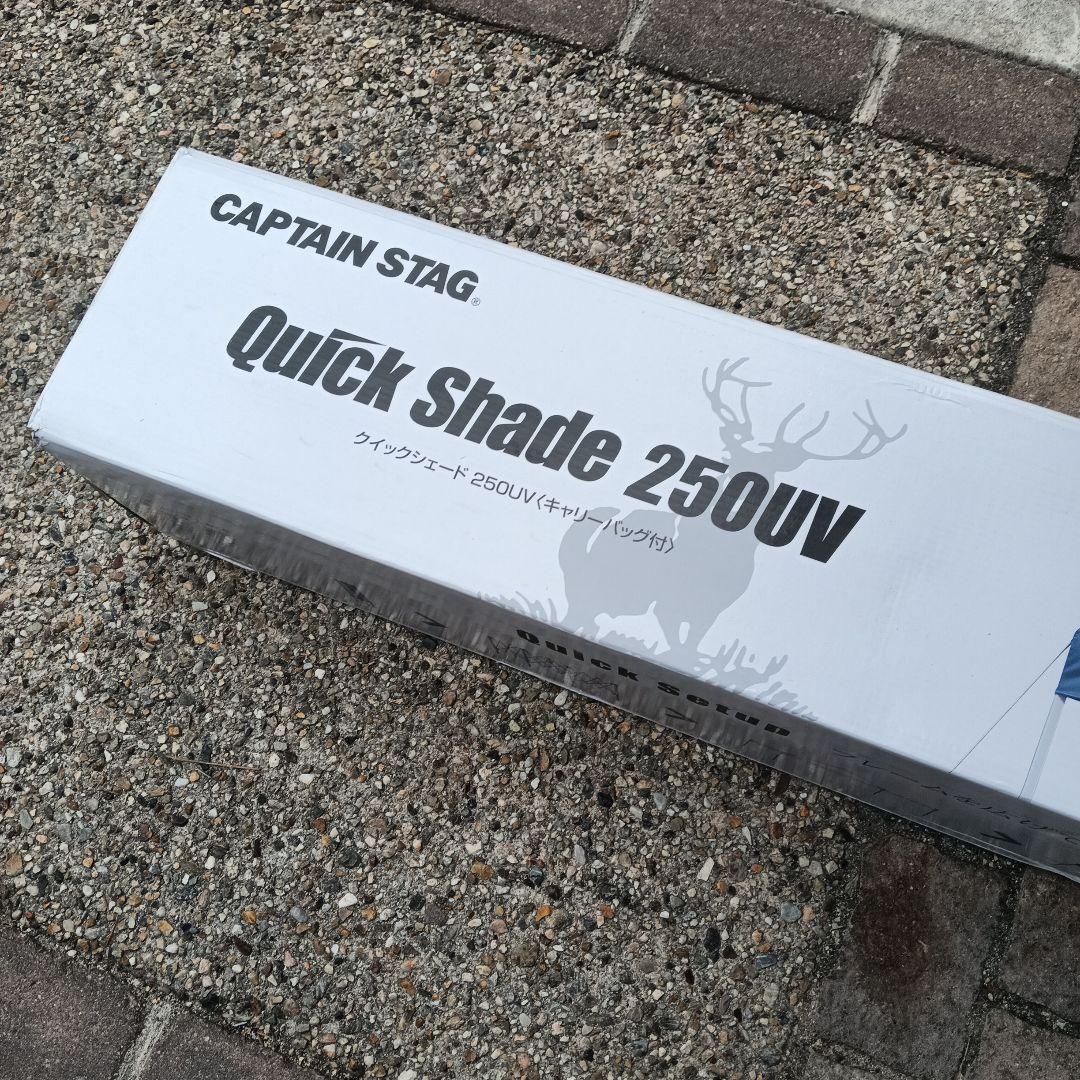 CAPTAIN STAG®
Quick Shade 250UV
クイックシェード 250UV〈キャリーバッグ付〉
Quick Setup